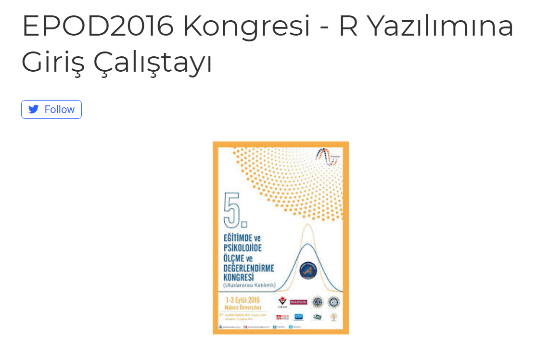 EPOD2016 Kongresi - R Yazılımına
Giriş Çalıştayı
Follow
5.
EĞİTİMDE ve
PSİKOLOJİDE
ÖLÇME ve
DEĞERLENDİRME
KONGRESİ
(Uluslararası Katılımlı)
1-3 Eylül 2016